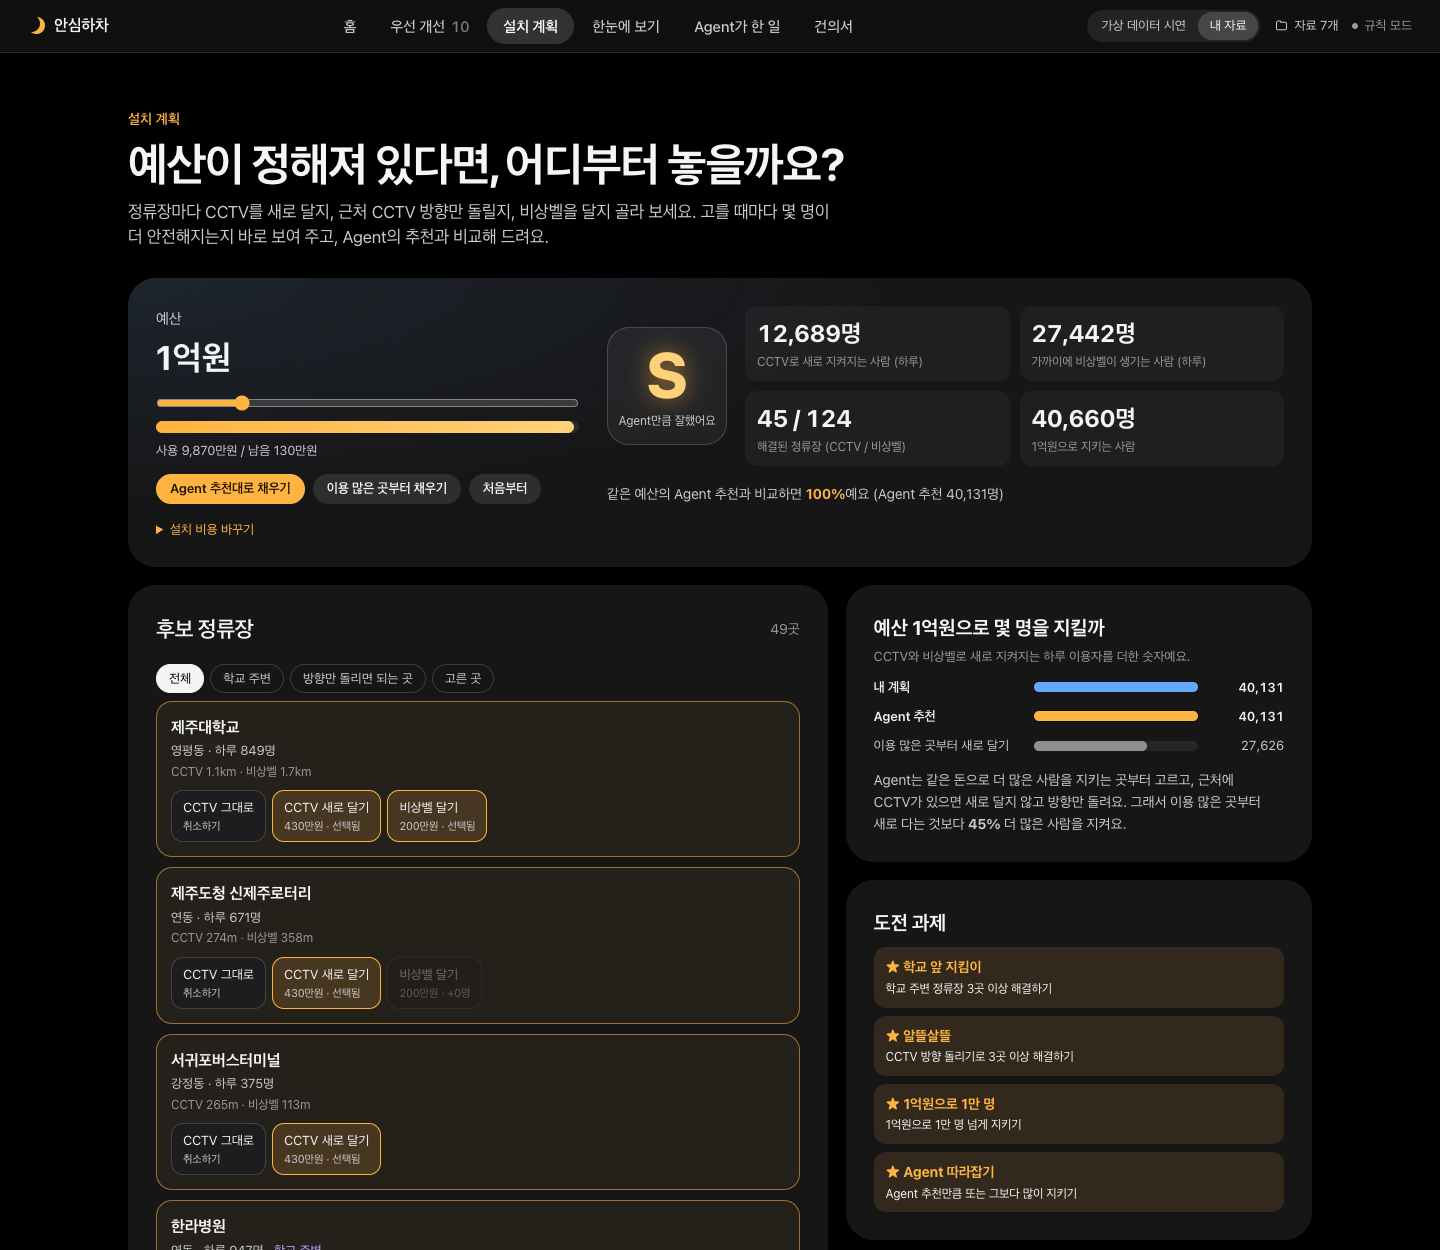 안심하차
홈
우선 개선 10
설치 계획
한눈에 보기
Agent가 한 일
건의서
가상 데이터 시연
내 자료
자료 7개
규칙 모드
설치 계획
예산이 정해져 있다면, 어디부터 놓을까요?
정류장마다 CCTV를 새로 달지, 근처 CCTV 방향만 돌릴지, 비상벨을 달지 골라 보세요. 고를 때마다 몇 명이
더 안전해지는지 바로 보여 주고, Agent의 추천과 비교해 드려요.
예산
1억원
사용 9,870만원 / 남음 130만원
Agent 추천대로 채우기
이용 많은 곳부터 채우기
처음부터
설치 비용 바꾸기
S
Agent만큼 잘했어요
12,689명
CCTV로 새로 지켜지는 사람 (하루)
27,442명
가까이에 비상벨이 생기는 사람 (하루)
45 / 124
해결된 정류장 (CCTV / 비상벨)
40,660명
1억원으로 지키는 사람
같은 예산의 Agent 추천과 비교하면 100%예요 (Agent 추천 40,131명)
후보 정류장
49곳
전체
학교 주변
방향만 돌리면 되는 곳
고른 곳
제주대학교
영평동 · 하루 849명
CCTV 1.1km · 비상벨 1.7km
CCTV 그대로
취소하기
CCTV 새로 달기
430만원 · 선택됨
비상벨 달기
200만원 · 선택됨
제주도청 신제주로터리
연동 · 하루 671명
CCTV 274m · 비상벨 358m
CCTV 그대로
취소하기
CCTV 새로 달기
430만원 · 선택됨
비상벨 달기
200만원 · +0명
서귀포버스터미널
강정동 · 하루 375명
CCTV 265m · 비상벨 113m
CCTV 그대로
취소하기
CCTV 새로 달기
430만원 · 선택됨
한라병원
연동 · 하루 947명 · 학교 주변
예산 1억원으로 몇 명을 지킬까
CCTV와 비상벨로 새로 지켜지는 하루 이용자를 더한 숫자예요.
내 계획
40,131
Agent 추천
40,131
이용 많은 곳부터 새로 달기
27,626
Agent는 같은 돈으로 더 많은 사람을 지키는 곳부터 고르고, 근처에
CCTV가 있으면 새로 달지 않고 방향만 돌려요. 그래서 이용 많은 곳부터
새로 다는 것보다 45% 더 많은 사람을 지켜요.
도전 과제
★ 학교 앞 지킴이
학교 주변 정류장 3곳 이상 해결하기
★ 알뜰살뜰
CCTV 방향 돌리기로 3곳 이상 해결하기
★ 1억원으로 1만 명
1억원으로 1만 명 넘게 지키기
★ Agent 따라잡기
Agent 추천만큼 또는 그보다 많이 지키기